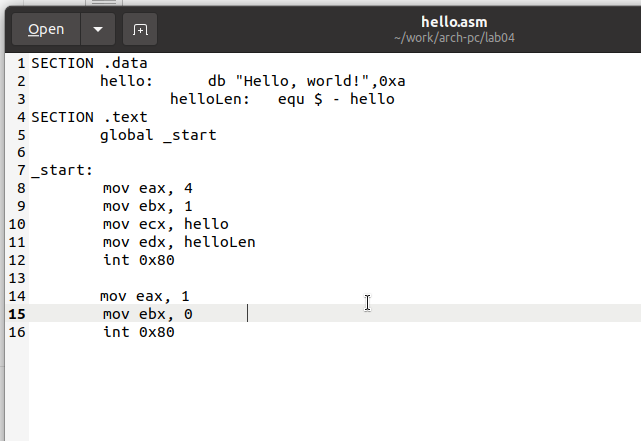 Open
hello.asm
~/work/arch-pc/lab04
1 SECTION .data
2 hello: db "Hello, world!",0xa
3 helloLen: equ $ - hello
4 SECTION .text
5 global _start
6
7 _start:
8 mov eax, 4
9 mov ebx, 1
10 mov ecx, hello
11 mov edx, helloLen
12 int 0x80
13
14 mov eax, 1
15 mov ebx, 0
16 int 0x80